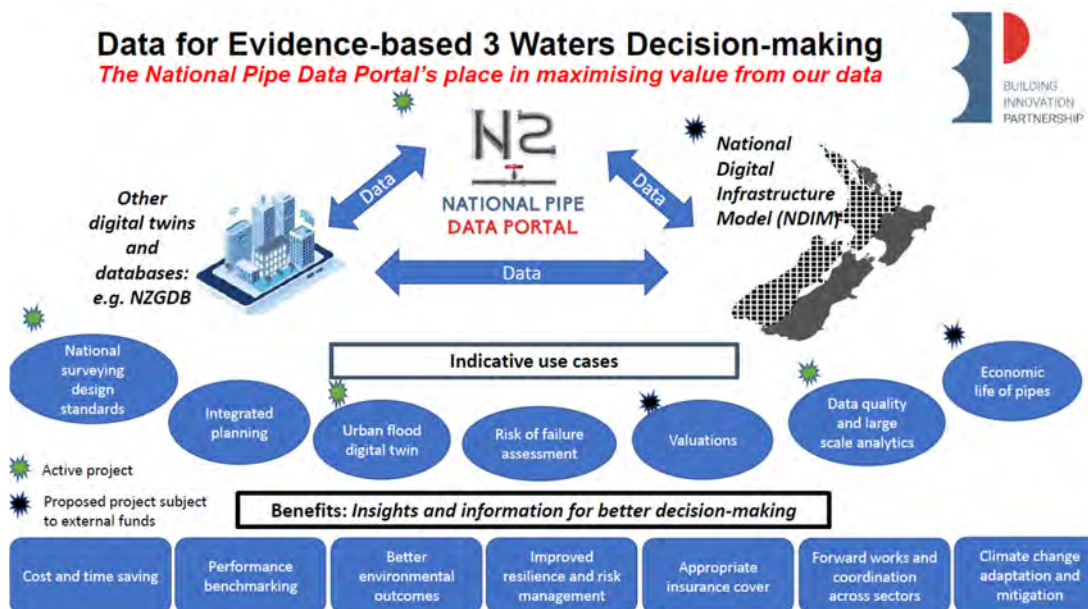 Data for Evidence-based 3 Waters Decision-making
The National Pipe Data Portal's place in maximising value from our data
BUILDING
INNOVATION
PARTNERSHIP
Other
digital twins
and
databases:
e.g. NZGDB
Data
NATIONAL PIPE
DATA PORTAL
Data
Data
National
Digital
Infrastructure
Model (NDIM)
Indicative use cases
National
surveying
design
standards
Integrated
planning
Urban flood
digital twin
Risk of failure
assessment
Valuations
Data quality
and large
scale analytics
Economic
life of pipes
Active project
Proposed project subject
to external funds
Benefits: Insights and information for better decision-making
Cost and time saving
Performance
benchmarking
Better
environmental
outcomes
Improved
resilience and risk
management
Appropriate
insurance cover
Forward works and
coordination
across sectors
Climate change
adaptation and
mitigation